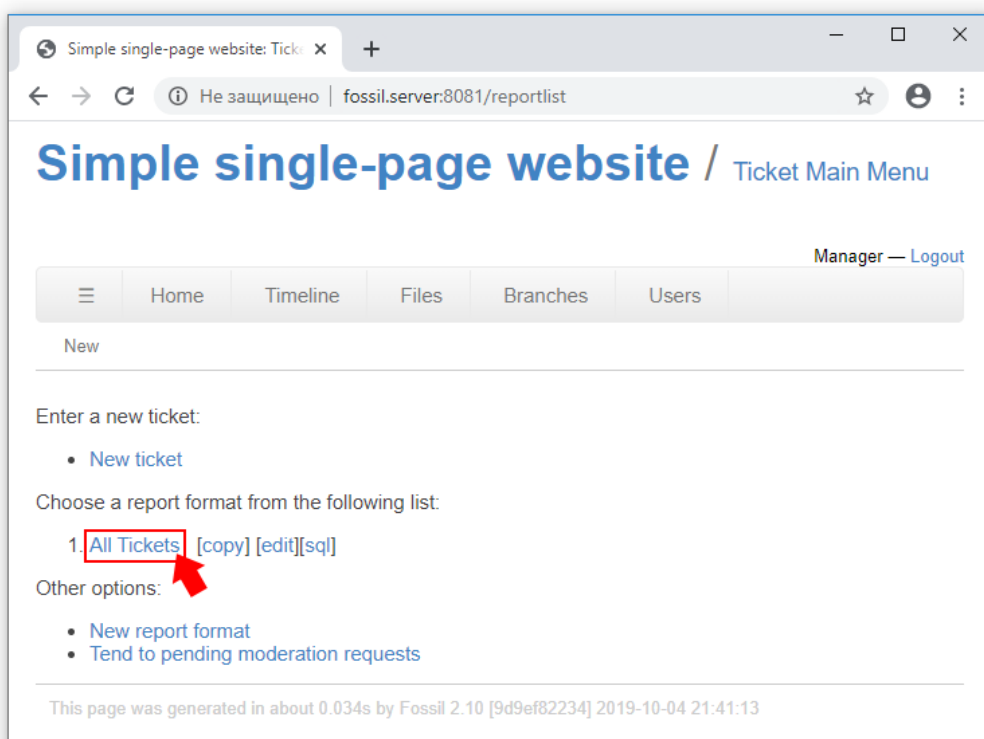 Simple single-page website: Ticke
Не защищено | fossil.server:8081/reportlist
Simple single-page website / Ticket Main Menu
Manager — Logout
☰ Home Timeline Files Branches Users
New
Enter a new ticket:
• New ticket
Choose a report format from the following list:
1. All Tickets [copy] [edit][sql]
Other options:
• New report format
• Tend to pending moderation requests
This page was generated in about 0.034s by Fossil 2.10 [9d9ef82234] 2019-10-04 21:41:13